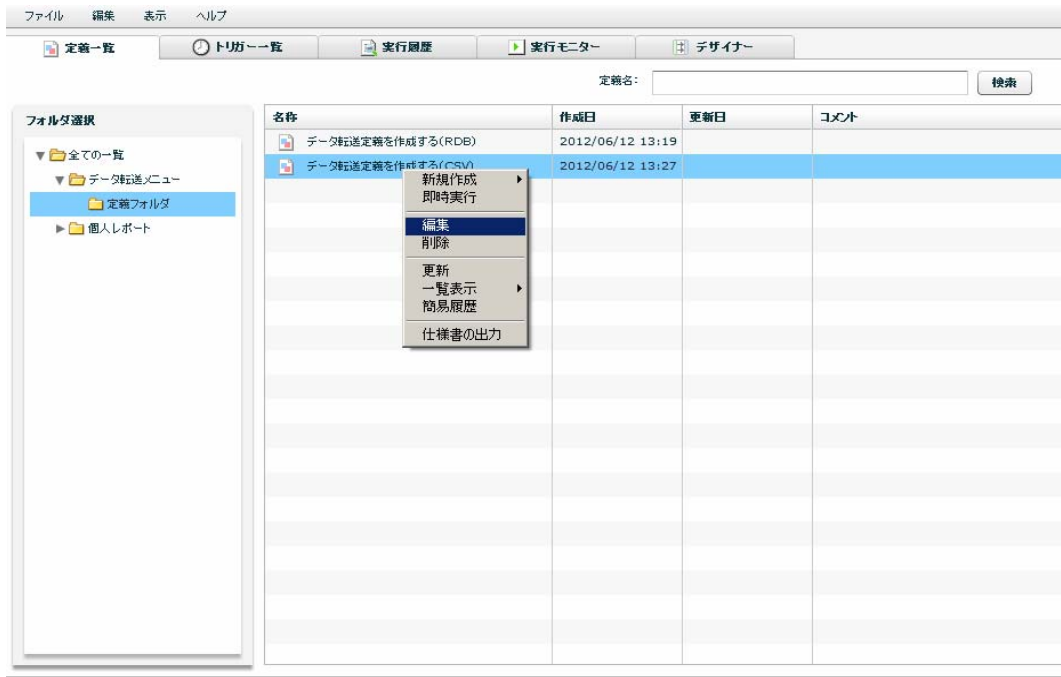 ファイル 編集 表示 ヘルプ
定義一覧 トリガー一覧 実行履歴 実行モニター デザイナー
定義名: 検索
フォルダ選択
全ての一覧
データ転送メニュー
定義フォルダ
個人レポート
名称 作成日 更新日 コメント
データ転送定義を作成する(RDB) 2012/06/12 13:19
データ転送定義を作成する(CSV) 2012/06/12 13:27
新規作成
即時実行
編集
削除
更新
一覧表示
簡易履歴
仕様書の出力